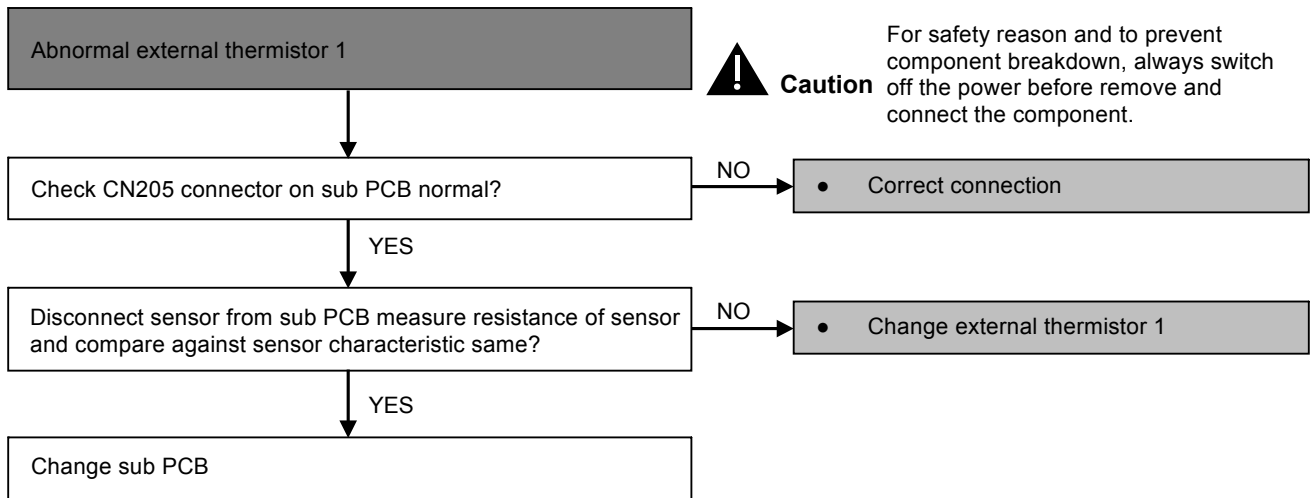 Abnormal external thermistor 1
Caution
For safety reason and to prevent
component breakdown, always switch
off the power before remove and
connect the component.
Check CN205 connector on sub PCB normal?
NO
● Correct connection
YES
Disconnect sensor from sub PCB measure resistance of sensor
and compare against sensor characteristic same?
NO
● Change external thermistor 1
YES
Change sub PCB